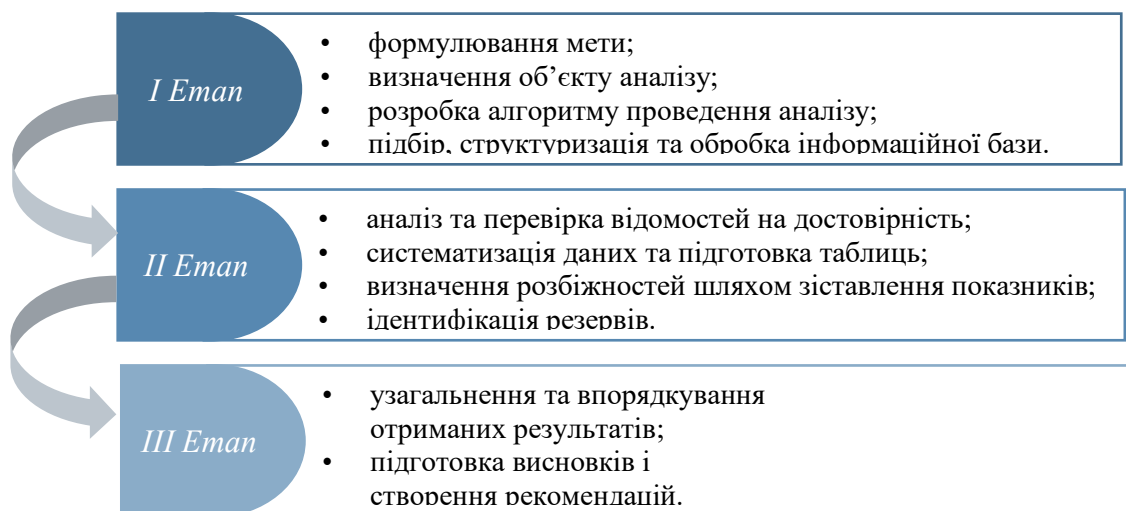 І Етап
• формулювання мети;
• визначення об’єкту аналізу;
• розробка алгоритму проведення аналізу;
• підбір, структуризація та обробка інформаційної бази.
ІІ Етап
• аналіз та перевірка відомостей на достовірність;
• систематизація даних та підготовка таблиць;
• визначення розбіжностей шляхом зіставлення показників;
• ідентифікація резервів.
ІІІ Етап
• узагальнення та впорядкування
отриманих результатів;
• підготовка висновків і
створення рекомендацій.